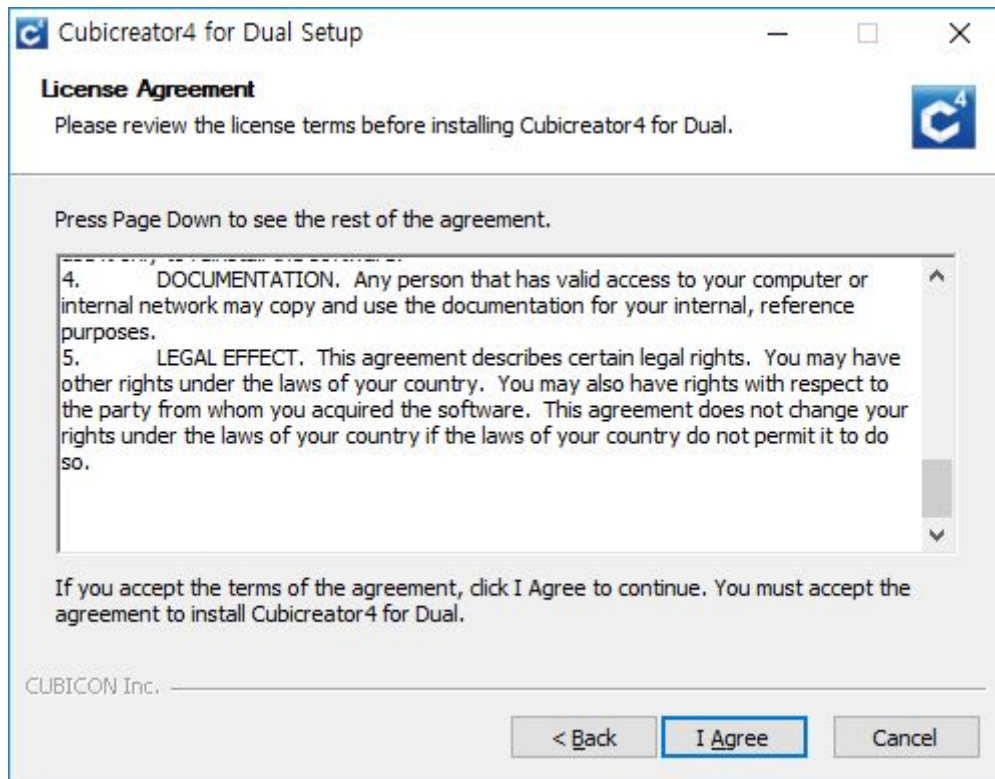 Cubicreator4 for Dual Setup
License Agreement
Please review the license terms before installing Cubicreator4 for Dual.
C4
Press Page Down to see the rest of the agreement.
4. DOCUMENTATION.  Any person that has valid access to your computer or
internal network may copy and use the documentation for your internal, reference
purposes.
5. LEGAL EFFECT.  This agreement describes certain legal rights.  You may have
other rights under the laws of your country.  You may also have rights with respect to
the party from whom you acquired the software.  This agreement does not change your
rights under the laws of your country if the laws of your country do not permit it to do
so.
If you accept the terms of the agreement, click I Agree to continue. You must accept the
agreement to install Cubicreator4 for Dual.
CUBICON Inc.
< Back
I Agree
Cancel